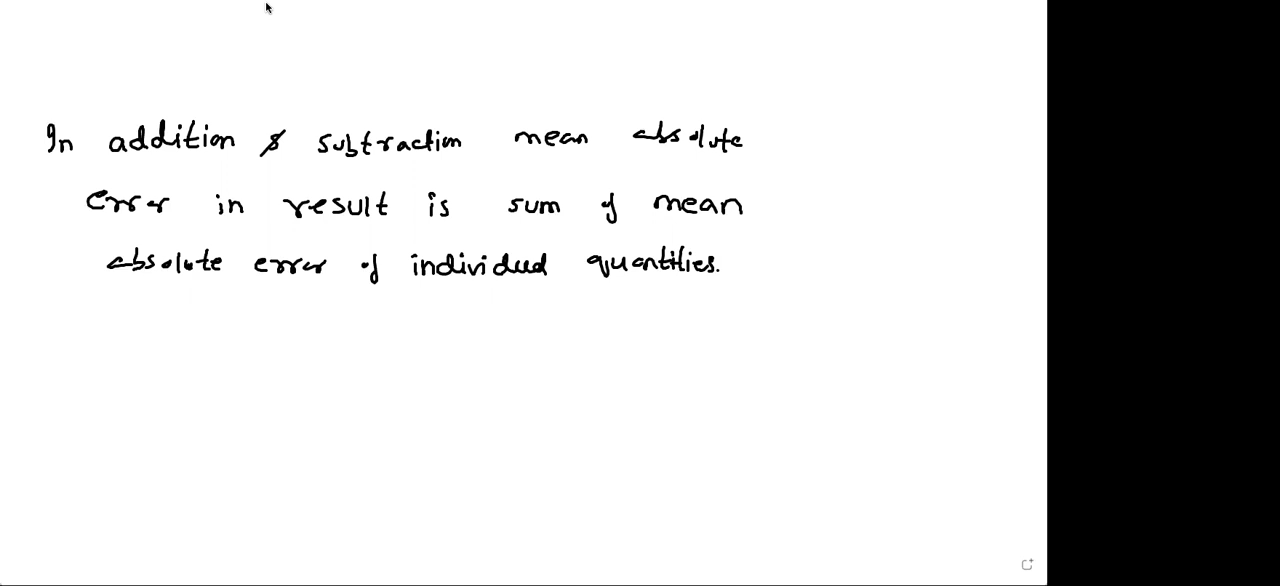 In addition & subtraction mean absolute
error in result is sum of mean
absolute error of individual quantities.